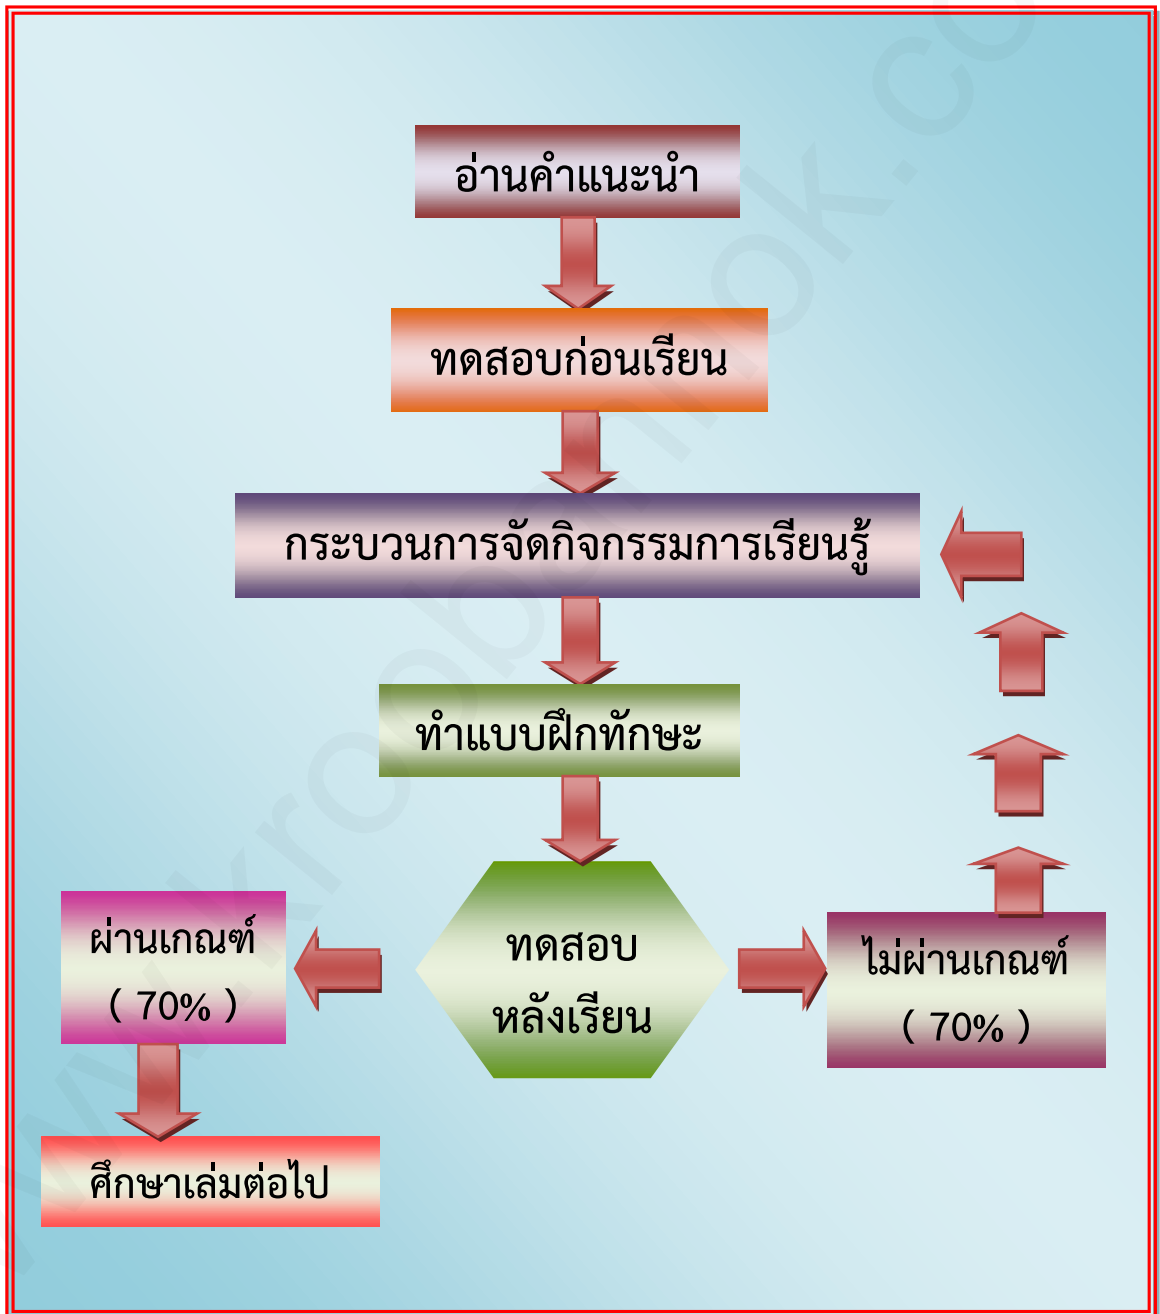 อ่านคำแนะนำ
ทดสอบก่อนเรียน
กระบวนการจัดกิจกรรมการเรียนรู้
ทำแบบฝึกทักษะ
ทดสอบ
หลังเรียน
ผ่านเกณฑ์
( 70% )
ไม่ผ่านเกณฑ์
( 70% )
ศึกษาเล่มต่อไป